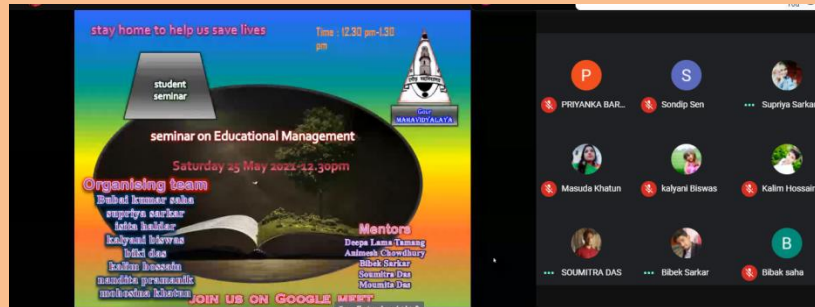 You
stay home to help us save lives
Time : 12.30 pm-1.30
pm
student
seminar
Gour
MAHAVIDYALAYA
seminar on Educational Management
Saturday 25 May 2021-12.30pm
Organising team
Bubai kumar saha
supriya sarkar
isita haldar
kalyani biswas
biki das
kalim hossain
nandita pramanik
mohosina khatun
Mentors
Deepa Lama Tamang
Animesh Chowdhury
Bibek Sarkar
Soumitra Das
Moumita Das
JOIN US ON GOOGLE MEET
P
PRIYANKA BAR...
S
Sondip Sen
Supriya Sarkar
Masuda Khatun
kalyani Biswas
Kalim Hossain
SOUMITRA DAS
Bibek Sarkar
B
Bibak saha